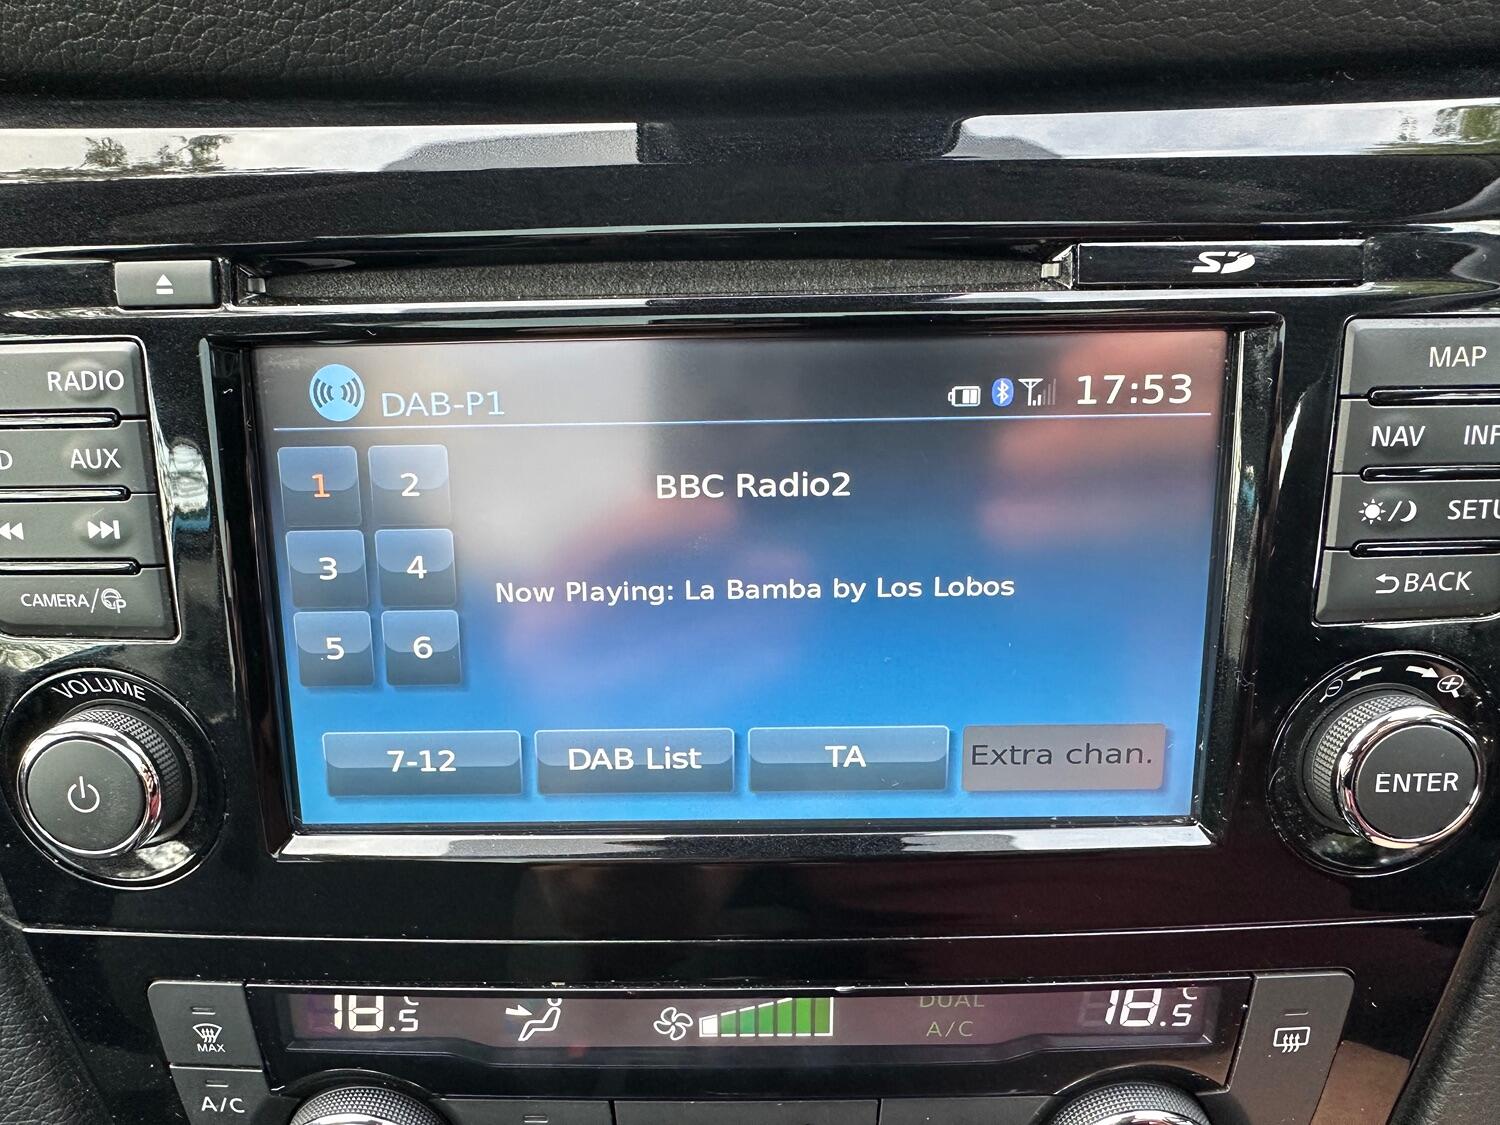 SD
RADIO
D AUX
CAMERA/
VOLUME
DAB-P1
17:53
1 2
3 4
5 6
BBC Radio2
Now Playing: La Bamba by Los Lobos
7-12 DAB List TA Extra chan.
MAP
NAV INF
SETU
BACK
ENTER
18.5°C
DUAL
A/C
18.5°C
MAX
A/C